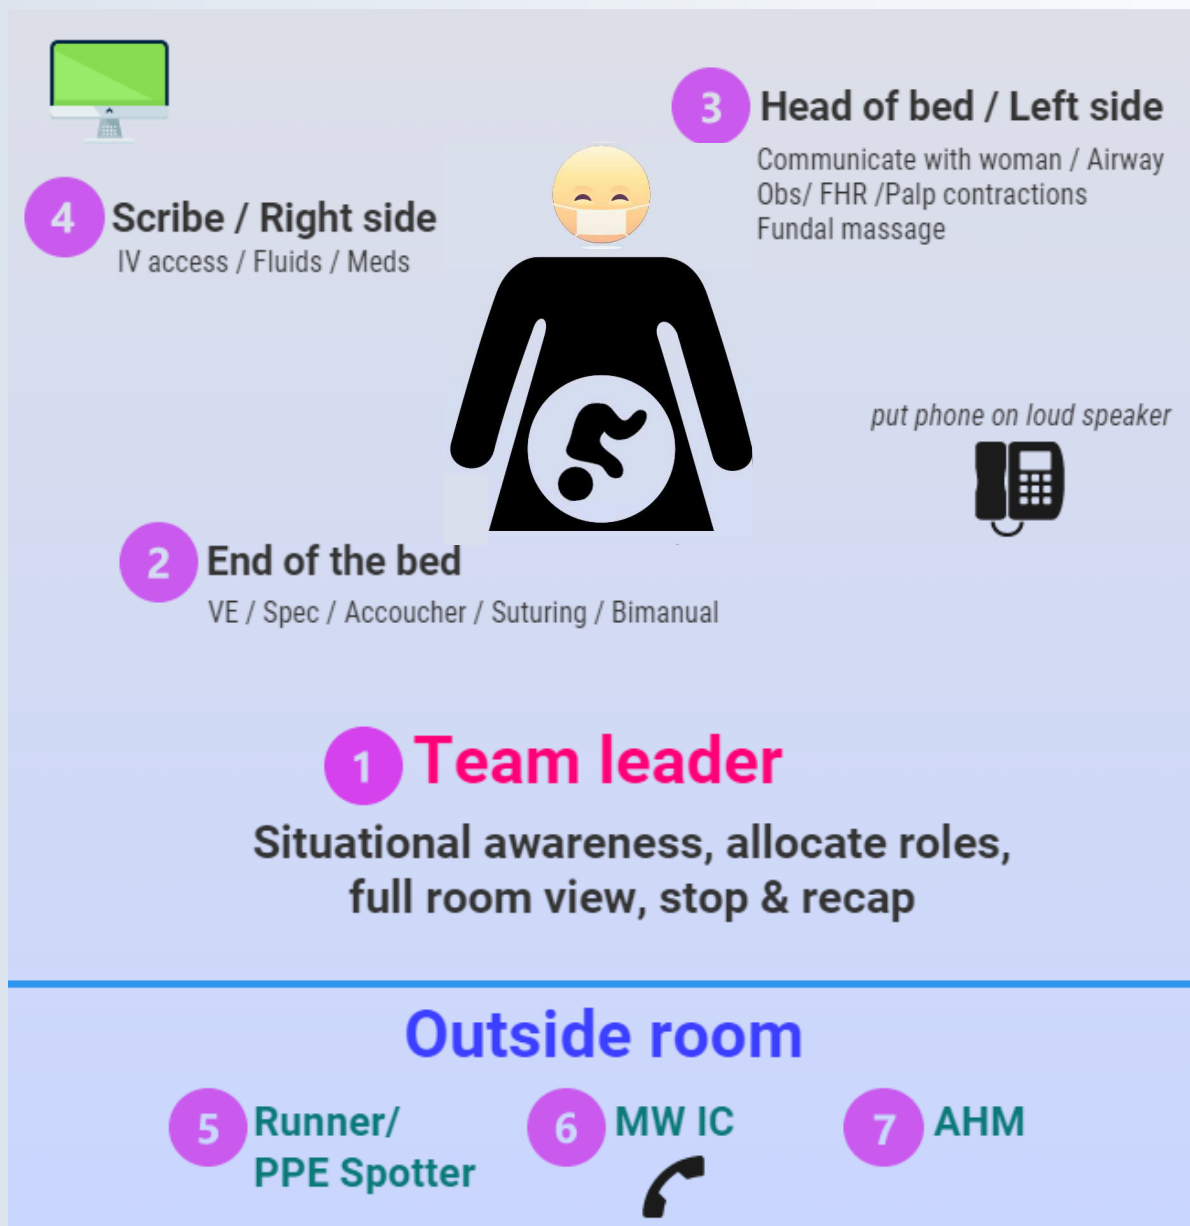 3 Head of bed / Left side
Communicate with woman / Airway
Obs/ FHR /Palp contractions
Fundal massage
4 Scribe / Right side
IV access / Fluids / Meds
put phone on loud speaker
2 End of the bed
VE / Spec / Accoucher / Suturing / Bimanual
1 Team leader
Situational awareness, allocate roles,
full room view, stop & recap
Outside room
5 Runner/
PPE Spotter
6 MW IC
7 AHM